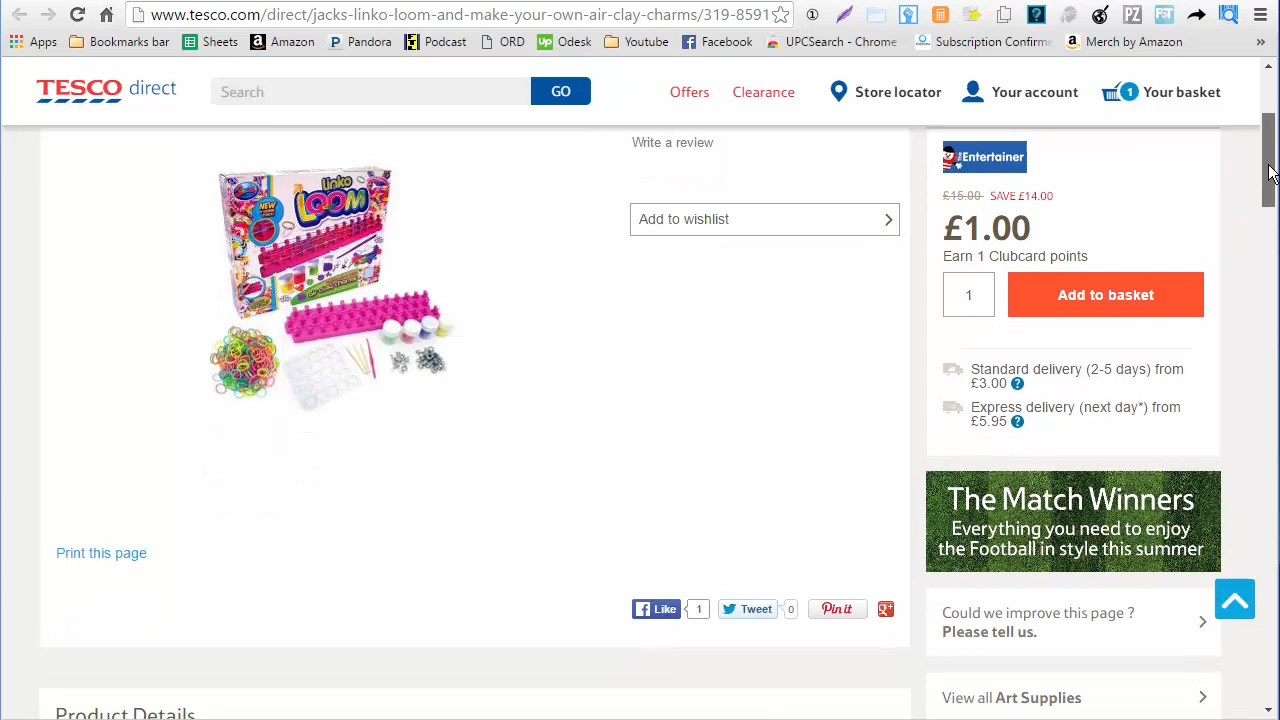 www.tesco.com/direct/jacks-linko-loom-and-make-your-own-air-clay-charms/319-8591
Apps Bookmarks bar Sheets Amazon Pandora Podcast ORD Odesk Youtube Facebook UPCSearch - Chrome Subscription Confirm Merch by Amazon »
TESCO direct
Search
GO
Offers
Clearance
Store locator
Your account
1 Your basket
Write a review
Add to wishlist
NEW
linko
LOOM
the Entertainer
£15.00 SAVE £14.00
£1.00
Earn 1 Clubcard points
1
Add to basket
Standard delivery (2-5 days) from
£3.00 ?
Express delivery (next day*) from
£5.95 ?
The Match Winners
Everything you need to enjoy
the Football in style this summer
Print this page
Like 1 Tweet 0 Pin it g+
Could we improve this page ?
Please tell us.
View all Art Supplies
Product Details